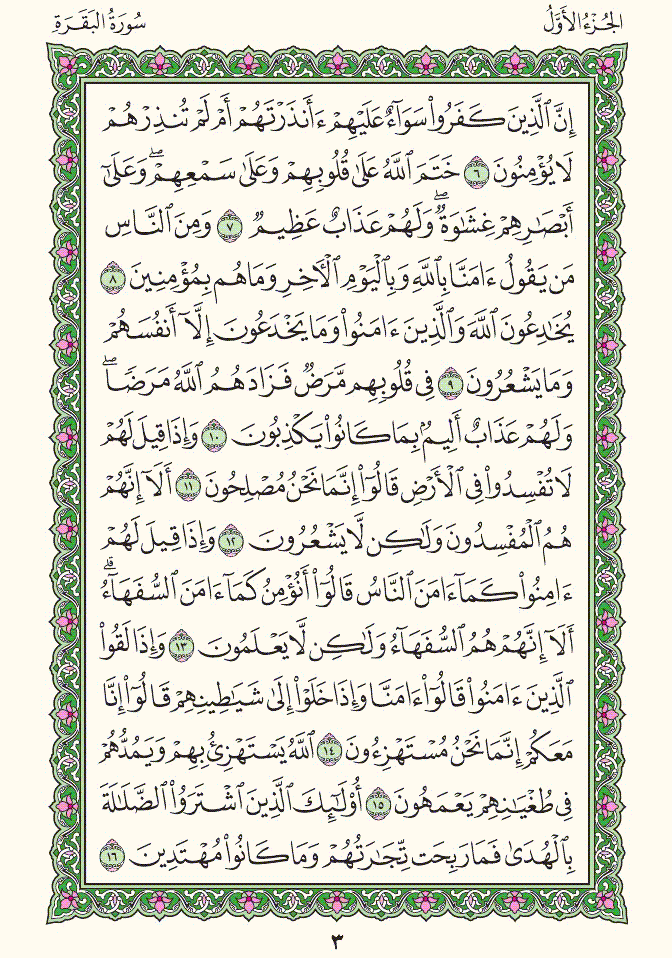 الجُزْءُ الأَوَّلُ
سُورَةُ البَقَرَةِ
إِنَّ ٱلَّذِينَ كَفَرُواْ سَوَآءٌ عَلَيْهِمْ ءَأَنذَرْتَهُمْ أَمْ لَمْ تُنذِرْهُمْ
لَا يُؤْمِنُونَ ٦ خَتَمَ ٱللَّهُ عَلَىٰ قُلُوبِهِمْ وَعَلَىٰ سَمْعِهِمْۖ وَعَلَىٰٓ
أَبْصَٰرِهِمْ غِشَٰوَةٌۖ وَلَهُمْ عَذَابٌ عَظِيمٌ ٧ وَمِنَ ٱلنَّاسِ
مَن يَقُولُ ءَامَنَّا بِٱللَّهِ وَبِٱلْيَوْمِ ٱلْأٓخِرِ وَمَا هُم بِمُؤْمِنِينَ ٨
يُخَٰدِعُونَ ٱللَّهَ وَٱلَّذِينَ ءَامَنُواْ وَمَا يَخْدَعُونَ إِلَّآ أَنفُسَهُمْ
وَمَا يَشْعُرُونَ ٩ فِى قُلُوبِهِم مَّرَضٌ فَزَادَهُمُ ٱللَّهُ مَرَضًاۖ
وَلَهُمْ عَذَابٌ أَلِيمٌۢ بِمَا كَانُواْ يَكْذِبُونَ ١٠ وَإِذَا قِيلَ لَهُمْ
لَا تُفْسِدُواْ فِى ٱلْأَرْضِ قَالُوٓاْ إِنَّمَا نَحْنُ مُصْلِحُونَ ١١ أَلَآ إِنَّهُمْ
هُمُ ٱلْمُفْسِدُونَ وَلَٰكِن لَّا يَشْعُرُونَ ١٢ وَإِذَا قِيلَ لَهُمْ
ءَامِنُواْ كَمَآ ءَامَنَ ٱلنَّاسُ قَالُوٓاْ أَنُؤْمِنُ كَمَآ ءَامَنَ ٱلسُّفَهَآءُۗ
أَلَآ إِنَّهُمْ هُمُ ٱلسُّفَهَآءُ وَلَٰكِن لَّا يَعْلَمُونَ ١٣ وَإِذَا لَقُواْ
ٱلَّذِينَ ءَامَنُواْ قَالُوٓاْ ءَامَنَّا وَإِذَا خَلَوْاْ إِلَىٰ شَيَٰطِينِهِمْ قَالُوٓاْ إِنَّا
مَعَكُمْ إِنَّمَا نَحْنُ مُسْتَهْزِءُونَ ١٤ ٱللَّهُ يَسْتَهْزِئُ بِهِمْ وَيَمُدُّهُمْ
فِى طُغْيَٰنِهِمْ يَعْمَهُونَ ١٥ أُوْلَٰٓئِكَ ٱلَّذِينَ ٱشْتَرَوُاْ ٱلضَّلَٰلَةَ
بِٱلْهُدَىٰ فَمَا رَبِحَت تِّجَٰرَتُهُمْ وَمَا كَانُواْ مُهْتَدِينَ ١٦
٣